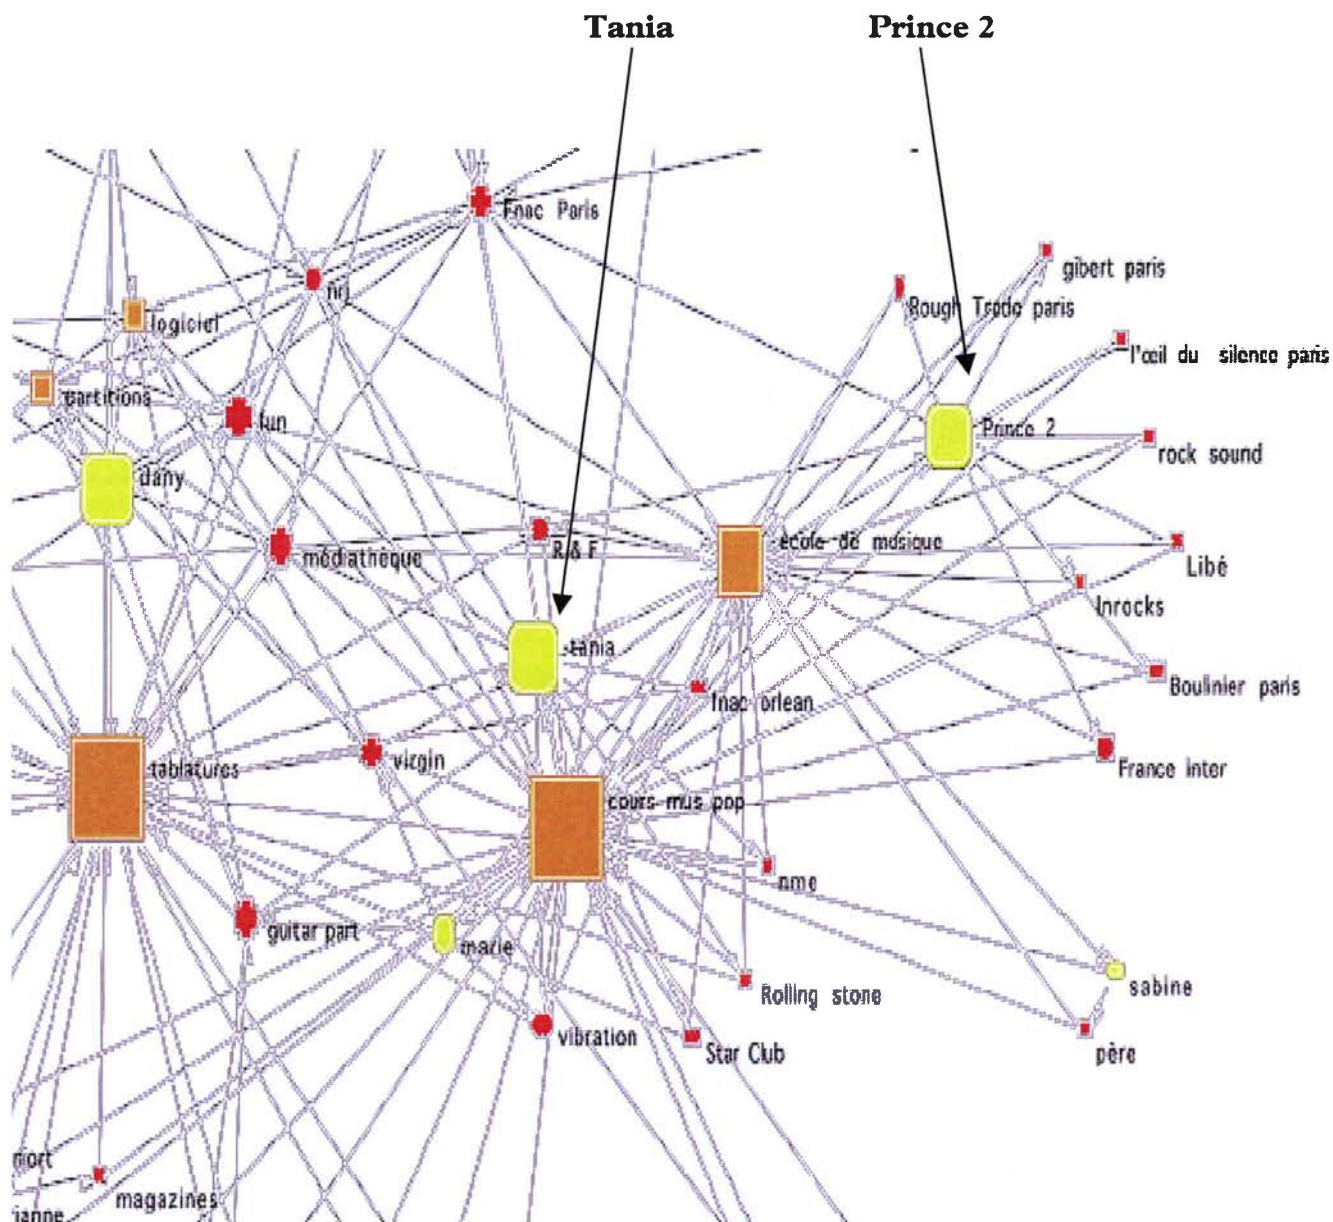 Tania
Prince 2
Fnac Paris
gibert paris
nrj
Rough Trade paris
logiciel
l'œil du silence paris
partitions
fun
Prince 2
rock sound
dany
école de musique
R & F
médiathèque
Libé
Inrocks
tania
Boulinier paris
fnac orlean
virgin
tablatures
France inter
cours mus pop
nme
guitar part
marie
sabine
Rolling stone
vibration
Star Club
père
magazines